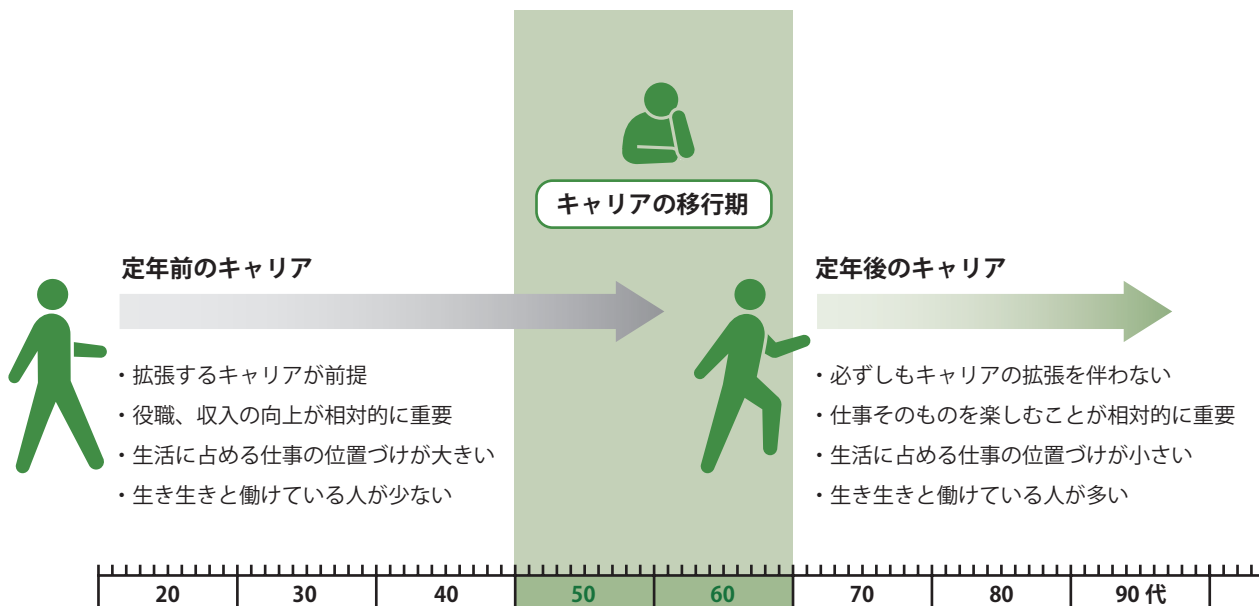 キャリアの移行期
定年前のキャリア
・拡張するキャリアが前提
・役職、収入の向上が相対的に重要
・生活に占める仕事の位置づけが大きい
・生き生きと働けている人が少ない
定年後のキャリア
・必ずしもキャリアの拡張を伴わない
・仕事そのものを楽しむことが相対的に重要
・生活に占める仕事の位置づけが小さい
・生き生きと働けている人が多い
20 30 40 50 60 70 80 90 代